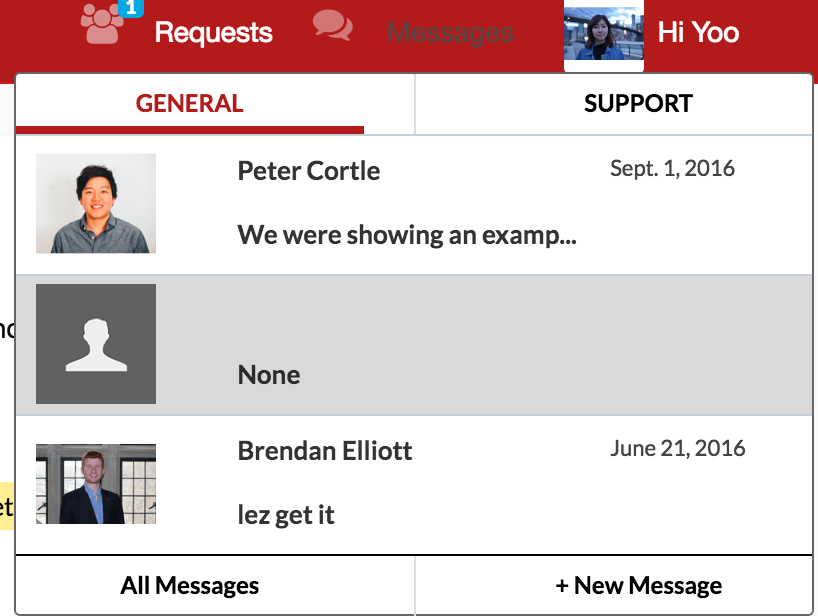 1
Requests
Messages
Hi Yoo
GENERAL
SUPPORT
Peter Cortle
Sept. 1, 2016
We were showing an examp...
None
Brendan Elliott
June 21, 2016
lez get it
All Messages
+ New Message